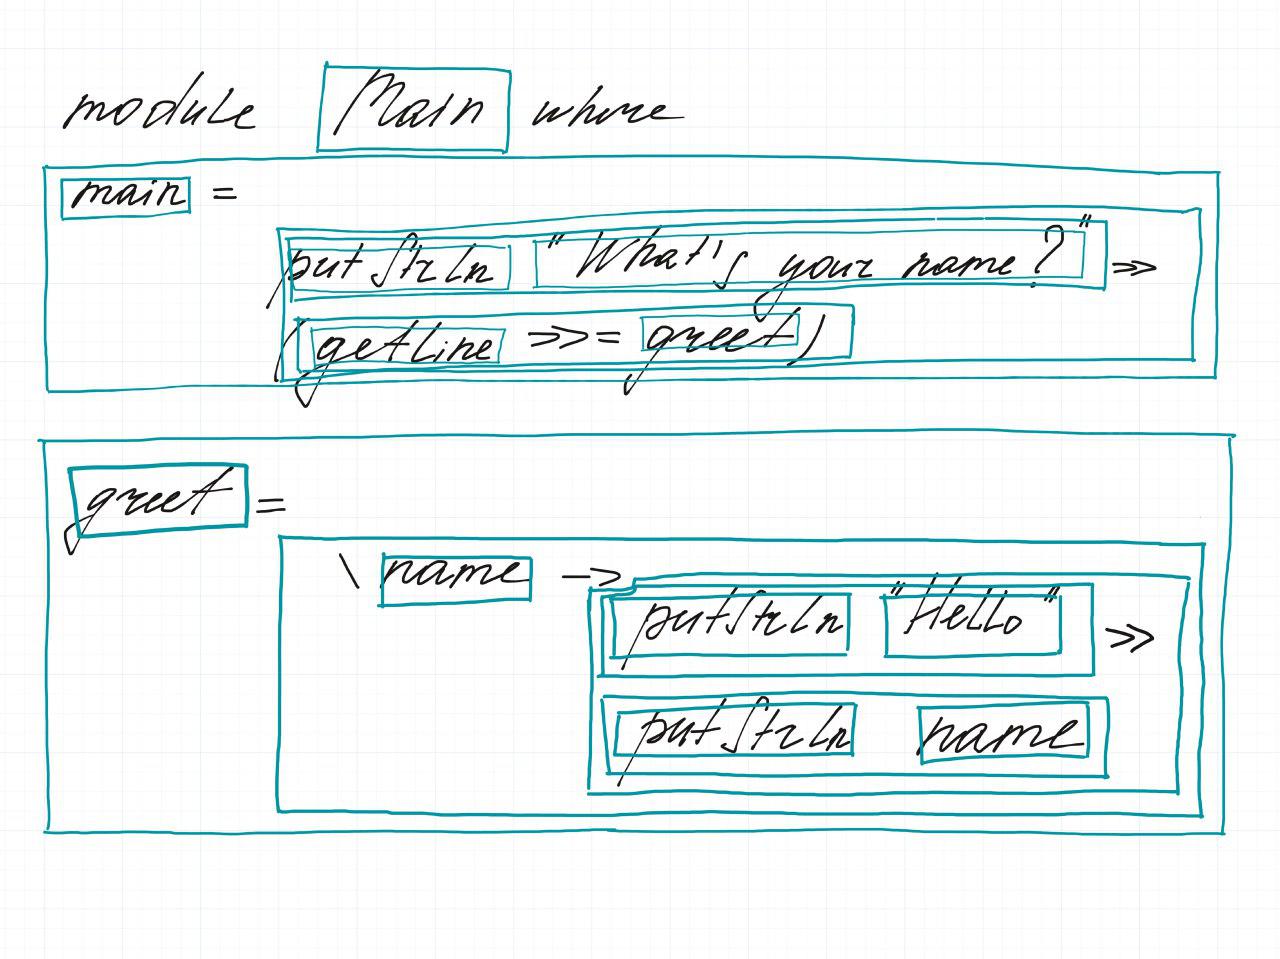 module Main where
main =
putStrLn "What's your name?" >>
(getLine >>= greet)
greet =
\ name ->
putStrLn "Hello" >>
putStrLn name